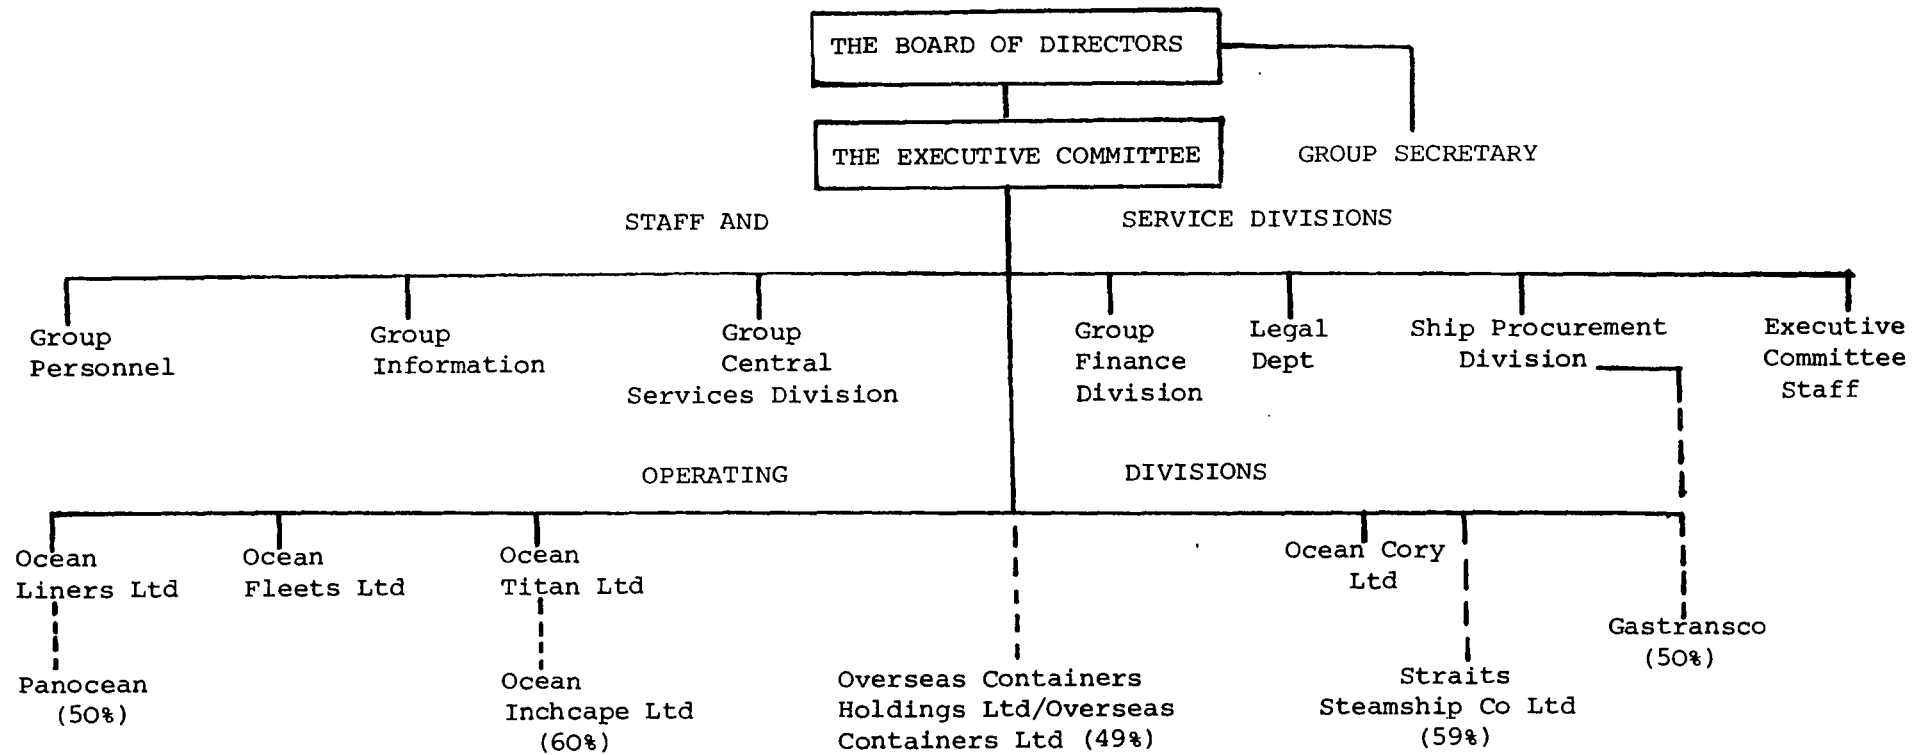 THE BOARD OF DIRECTORS
THE EXECUTIVE COMMITTEE
GROUP SECRETARY
STAFF AND SERVICE DIVISIONS
Group
Personnel
Group
Information
Group
Central
Services Division
Group
Finance
Division
Legal
Dept
Ship Procurement
Division
Executive
Committee
Staff
OPERATING DIVISIONS
Ocean
Liners Ltd
Ocean
Fleets Ltd
Ocean
Titan Ltd
Ocean Cory
Ltd
Gastransco
(50%)
Panocean
(50%)
Ocean
Inchcape Ltd
(60%)
Overseas Containers
Holdings Ltd/Overseas
Containers Ltd (49%)
Straits
Steamship Co Ltd
(59%)